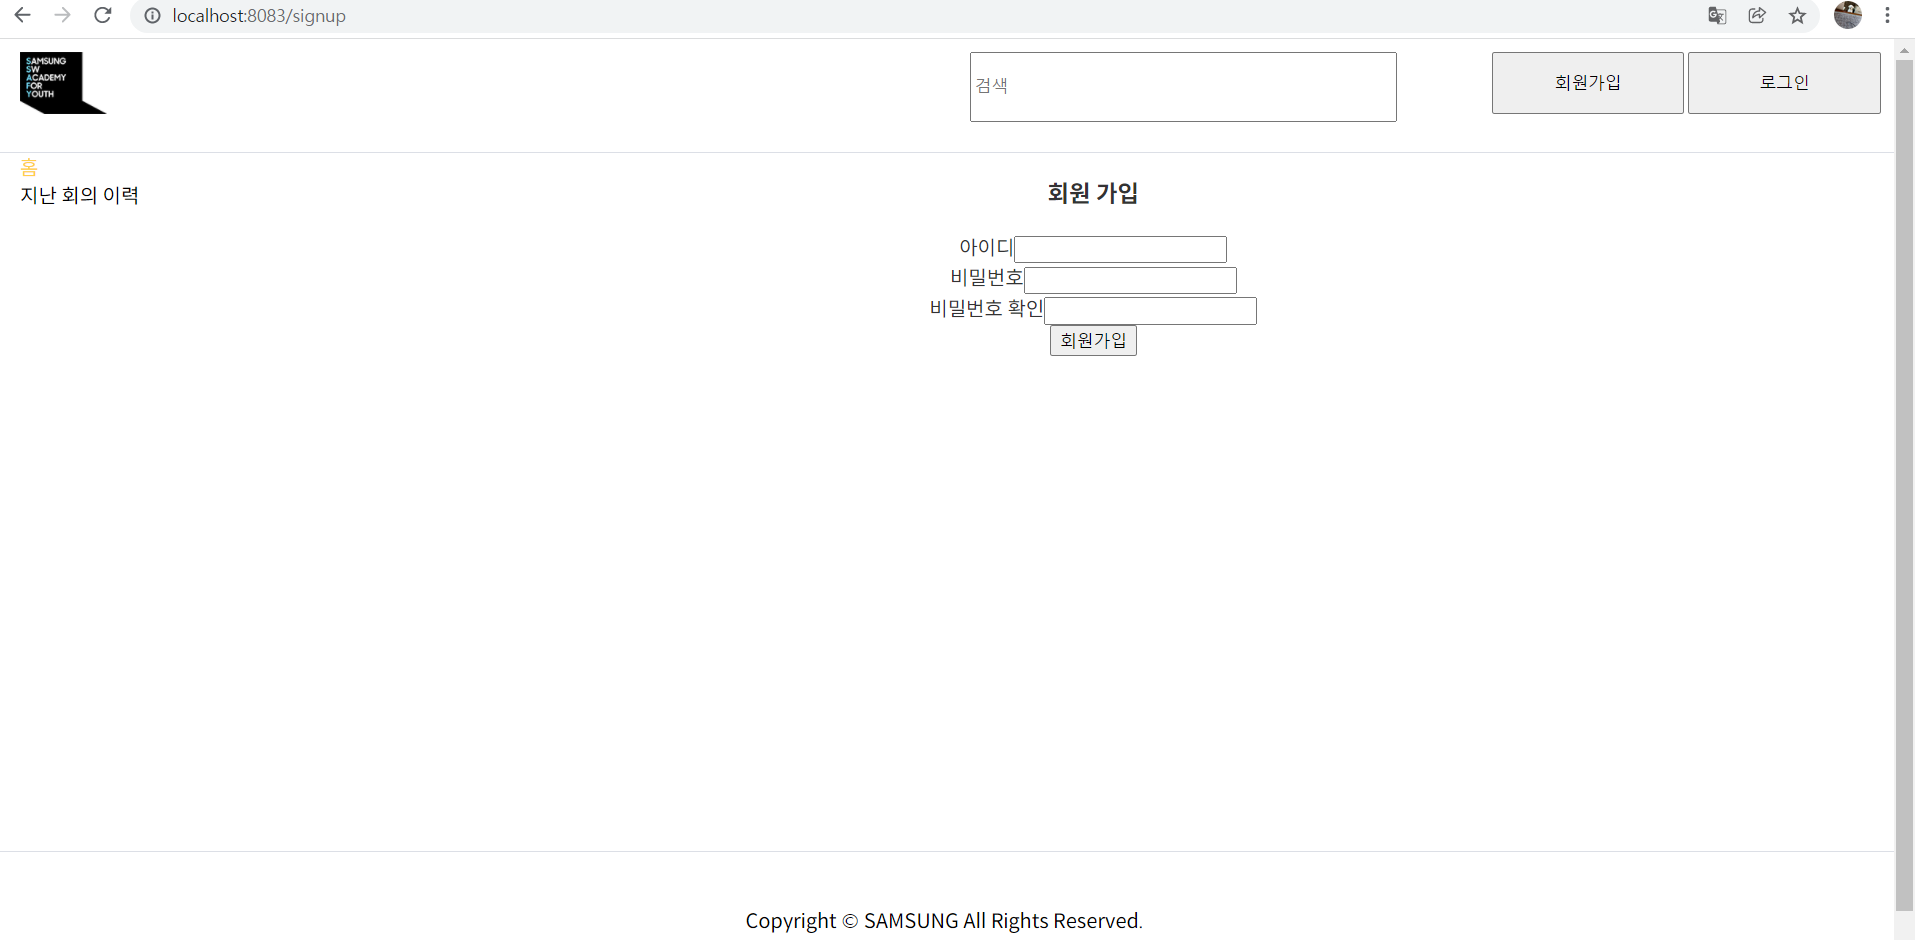 localhost:8083/signup
SAMSUNG
SW
ACADEMY
FOR
YOUTH
검색
회원가입
로그인
홈
지난 회의 이력
회원 가입
아이디
비밀번호
비밀번호 확인
회원가입
Copyright © SAMSUNG All Rights Reserved.